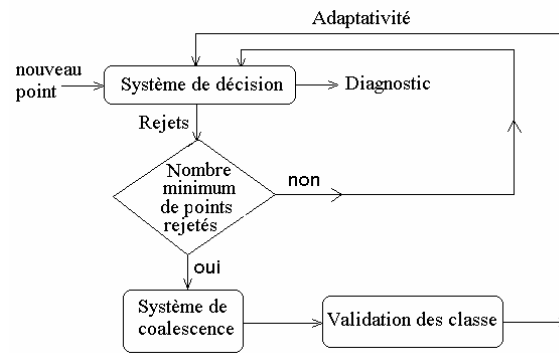 Adaptativité
nouveau
point
Système de décision
Diagnostic
Rejets
Nombre
minimum
de points
rejetés
non
oui
Système de
coalescence
Validation des classe